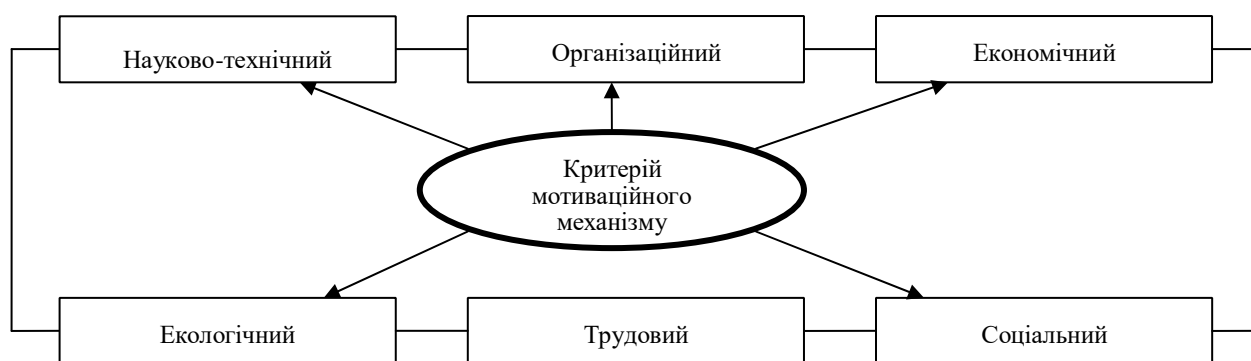 Науково-технічний
Організаційний
Економічний
Критерій
мотиваційного
механізму
Екологічний
Трудовий
Соціальний